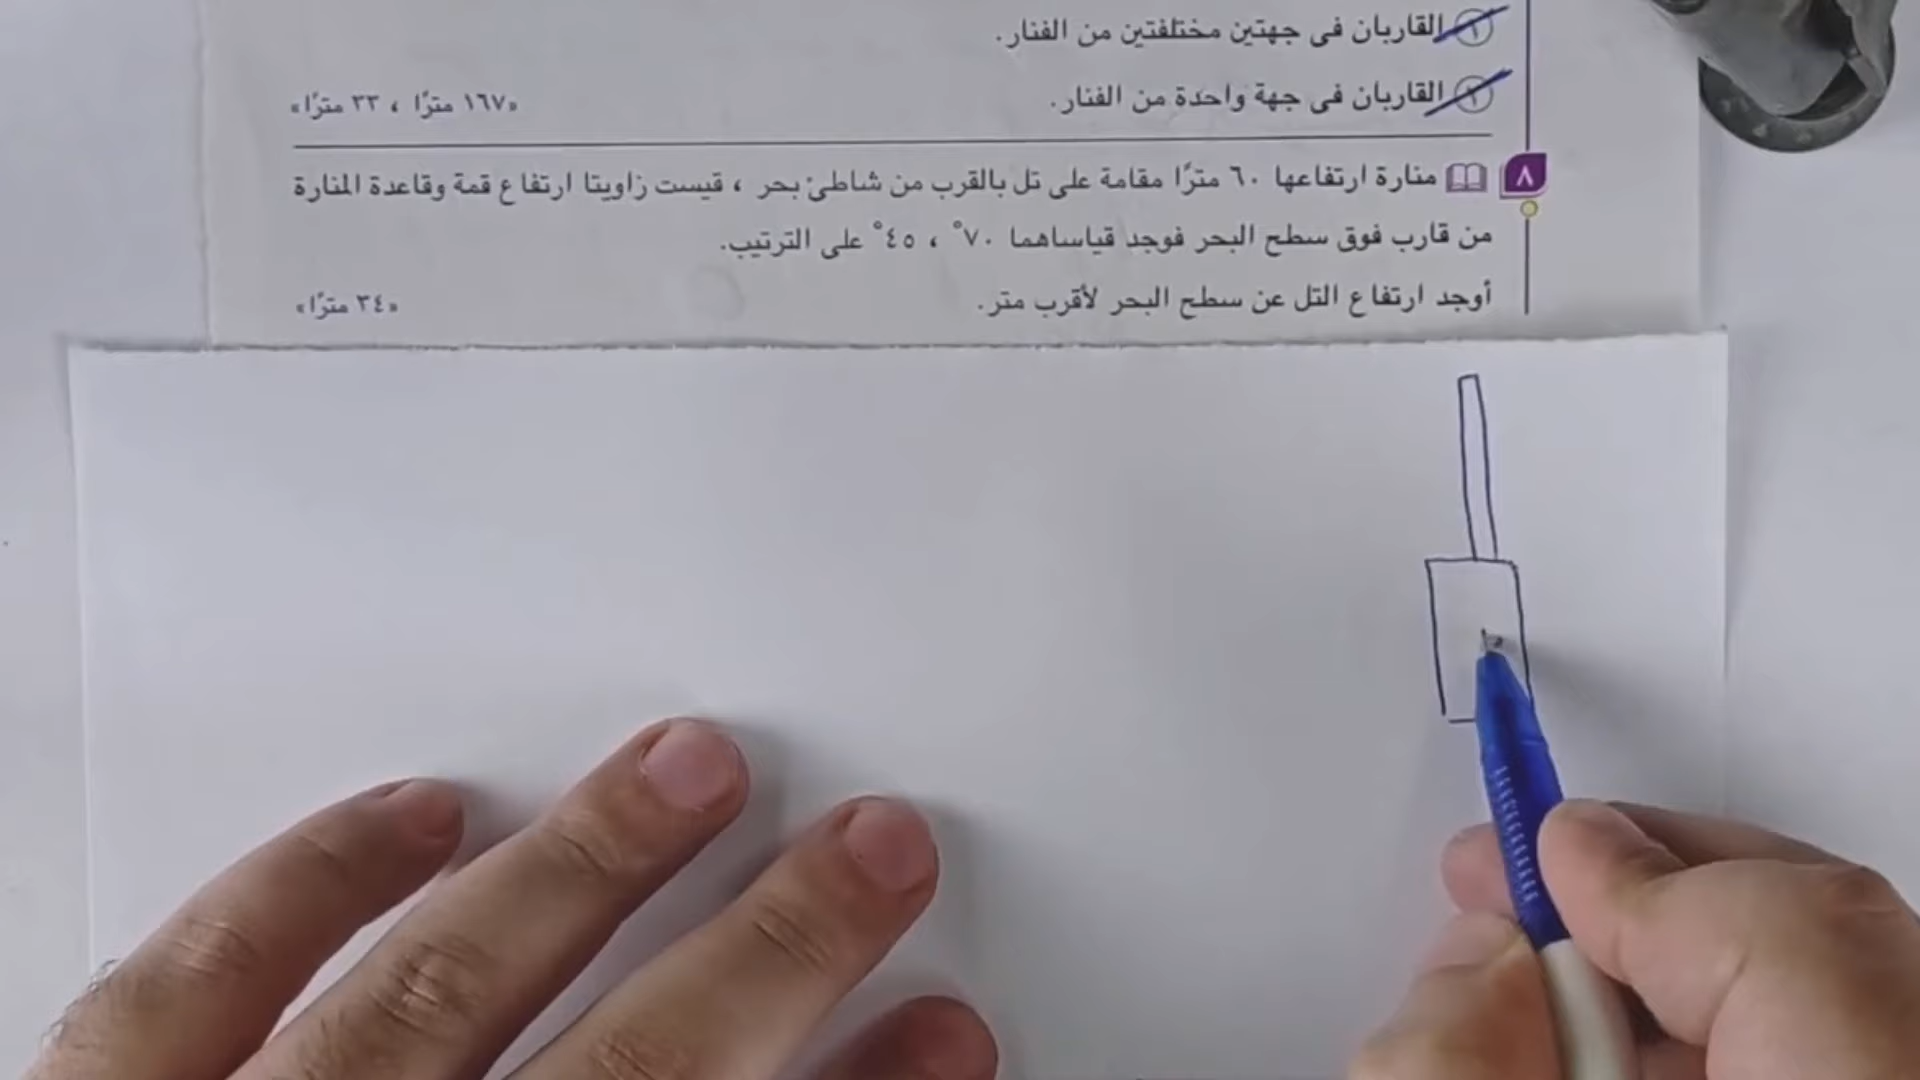 ١ القاربان فى جهتين مختلفتين من الفنار.
٢ القاربان فى جهة واحدة من الفنار. «١٦٧ مترًا ، ٣٣ مترًا»
٨ منارة ارتفاعها ٦٠ مترًا مقامة على تل بالقرب من شاطئ بحر ، قيست زاويتا ارتفاع قمة وقاعدة المنارة
من قارب فوق سطح البحر فوجد قياساهما ٧٠° ، ٤٥° على الترتيب.
أوجد ارتفاع التل عن سطح البحر لأقرب متر. «٣٤ مترًا»